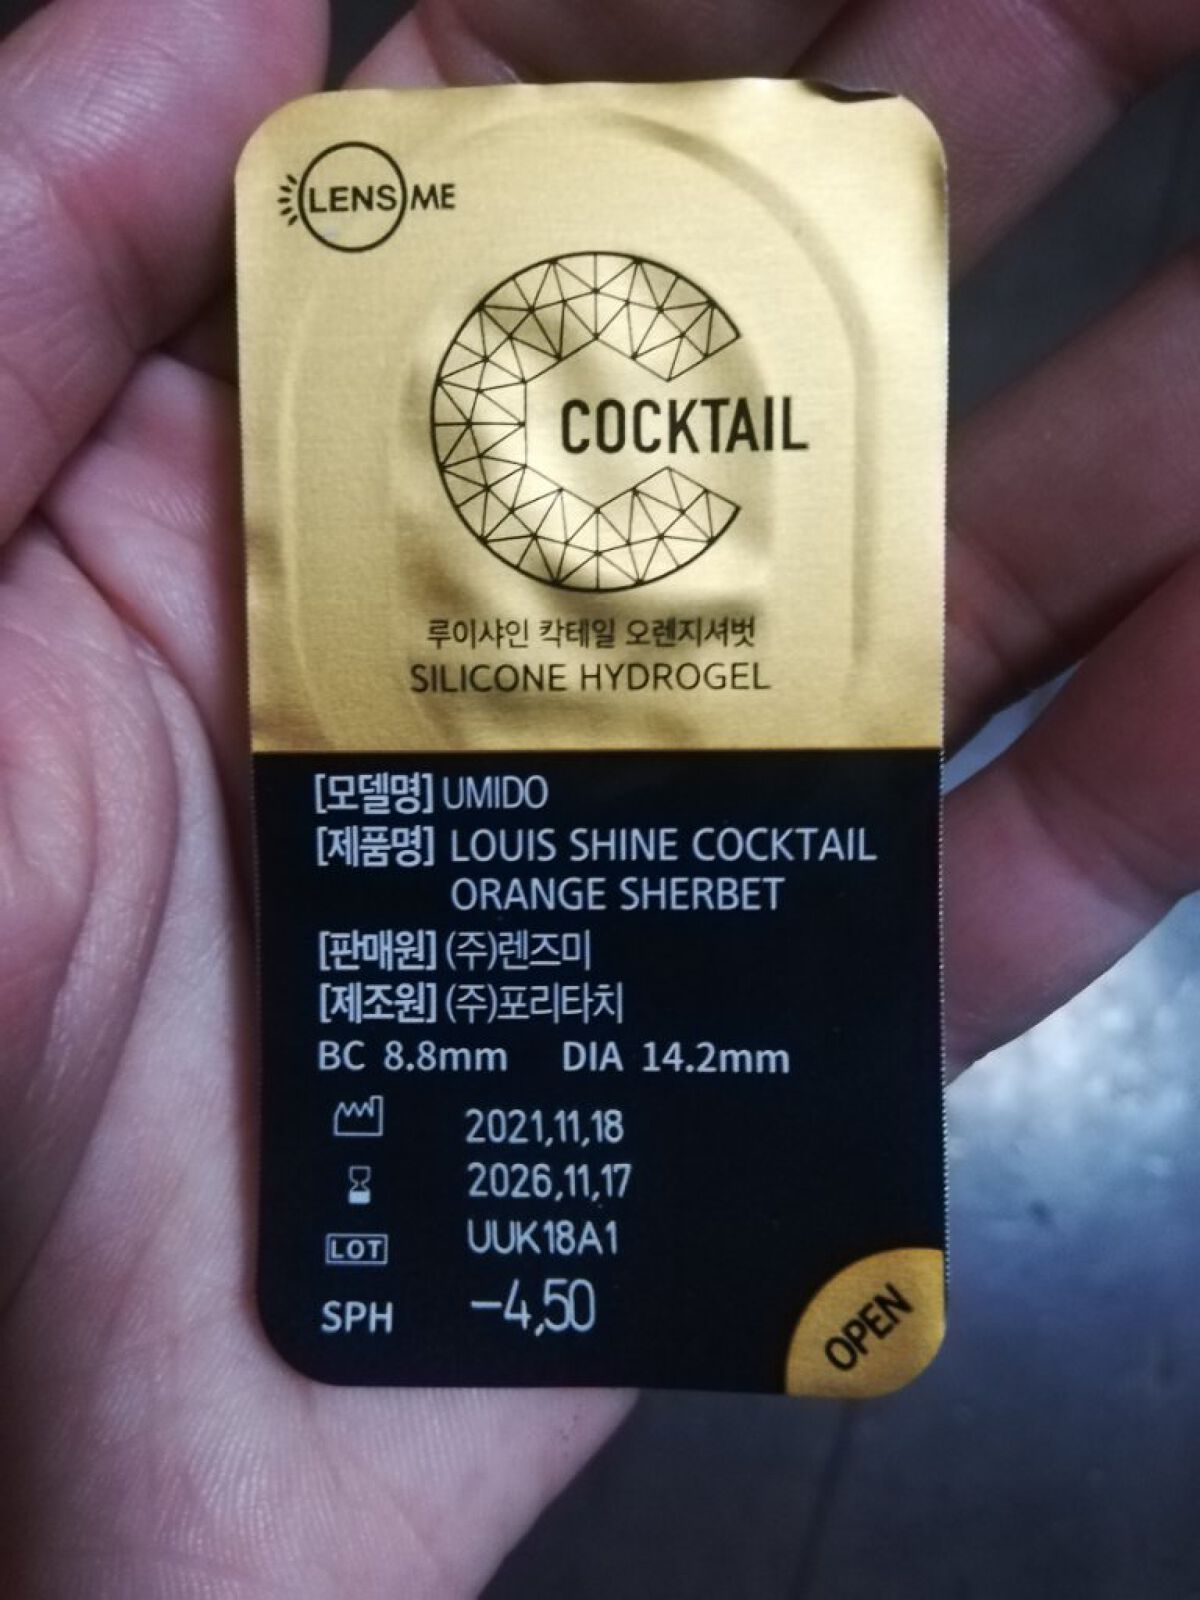 LENS ME
COCKTAIL
루이샤인 칵테일 오렌지셔벗
SILICONE HYDROGEL
[모델명] UMIDO
[제품명] LOUIS SHINE COCKTAIL
ORANGE SHERBET
[판매원] (주)렌즈미
[제조원] (주)포리타치
BC 8.8mm DIA 14.2mm
2021,11,18
2026,11,17
LOT UUK18A1
SPH -4,50
OPEN